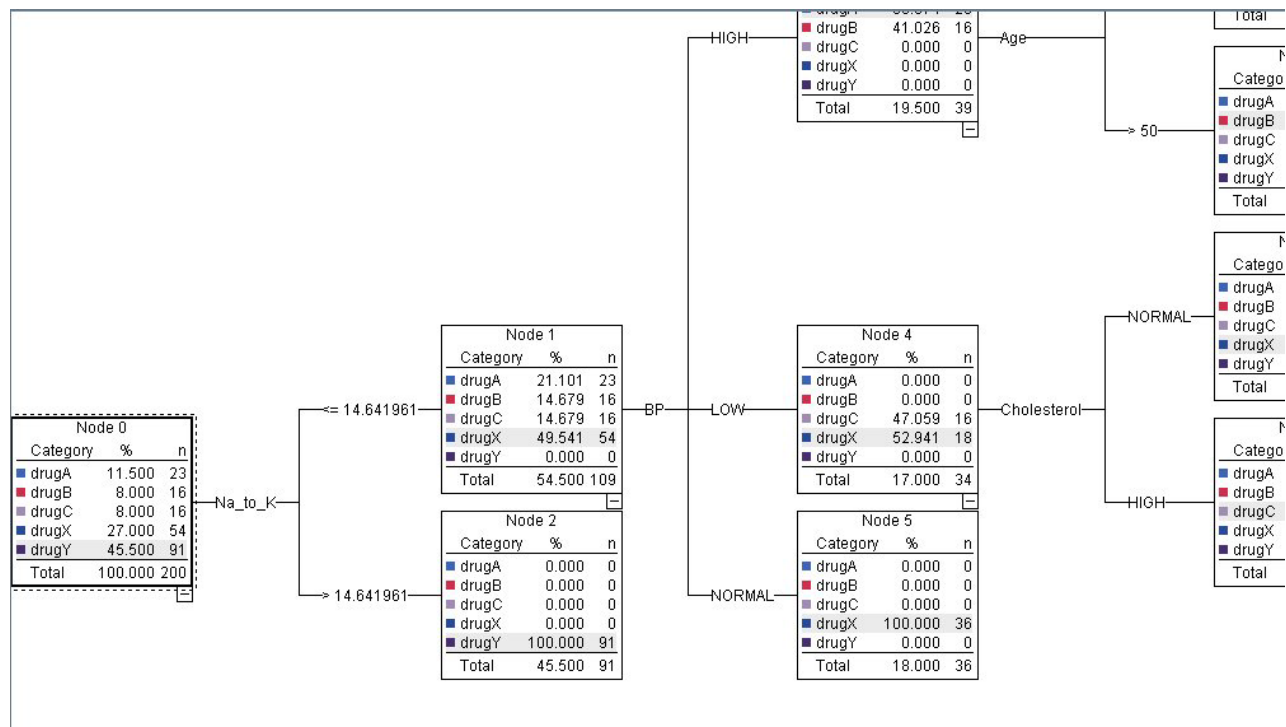 Node 0
Category % n
drugA 11.500 23
drugB 8.000 16
drugC 8.000 16
drugX 27.000 54
drugY 45.500 91
Total 100.000 200
Na_to_K
<= 14.641961
> 14.641961
Node 1
Category % n
drugA 21.101 23
drugB 14.679 16
drugC 14.679 16
drugX 49.541 54
drugY 0.000 0
Total 54.500 109
Node 2
Category % n
drugA 0.000 0
drugB 0.000 0
drugC 0.000 0
drugX 0.000 0
drugY 100.000 91
Total 45.500 91
BP
HIGH
LOW
NORMAL
drugB 41.026 16
drugC 0.000 0
drugX 0.000 0
drugY 0.000 0
Total 19.500 39
Node 4
Category % n
drugA 0.000 0
drugB 0.000 0
drugC 47.059 16
drugX 52.941 18
drugY 0.000 0
Total 17.000 34
Node 5
Category % n
drugA 0.000 0
drugB 0.000 0
drugC 0.000 0
drugX 100.000 36
drugY 0.000 0
Total 18.000 36
Age
> 50
Cholesterol
NORMAL
HIGH
Total
Catego
drugA
drugB
drugC
drugX
drugY
Total
Catego
drugA
drugB
drugC
drugX
drugY
Total
Catego
drugA
drugB
drugC
drugX
drugY
Total